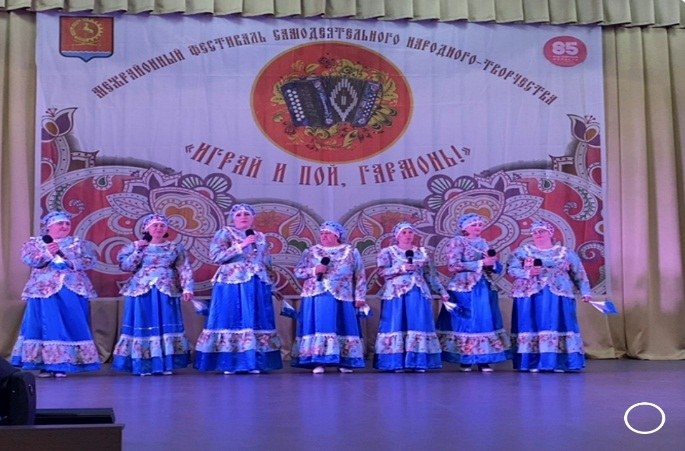 МЕЖРАЙОННЫЙ ФЕСТИВАЛЬ САМОДЕЯТЕЛЬНОГО НАРОДНОГО-ТВОРЧЕСТВА
85
«ИГРАЙ И ПОЙ, ГАРМОНЬ!»